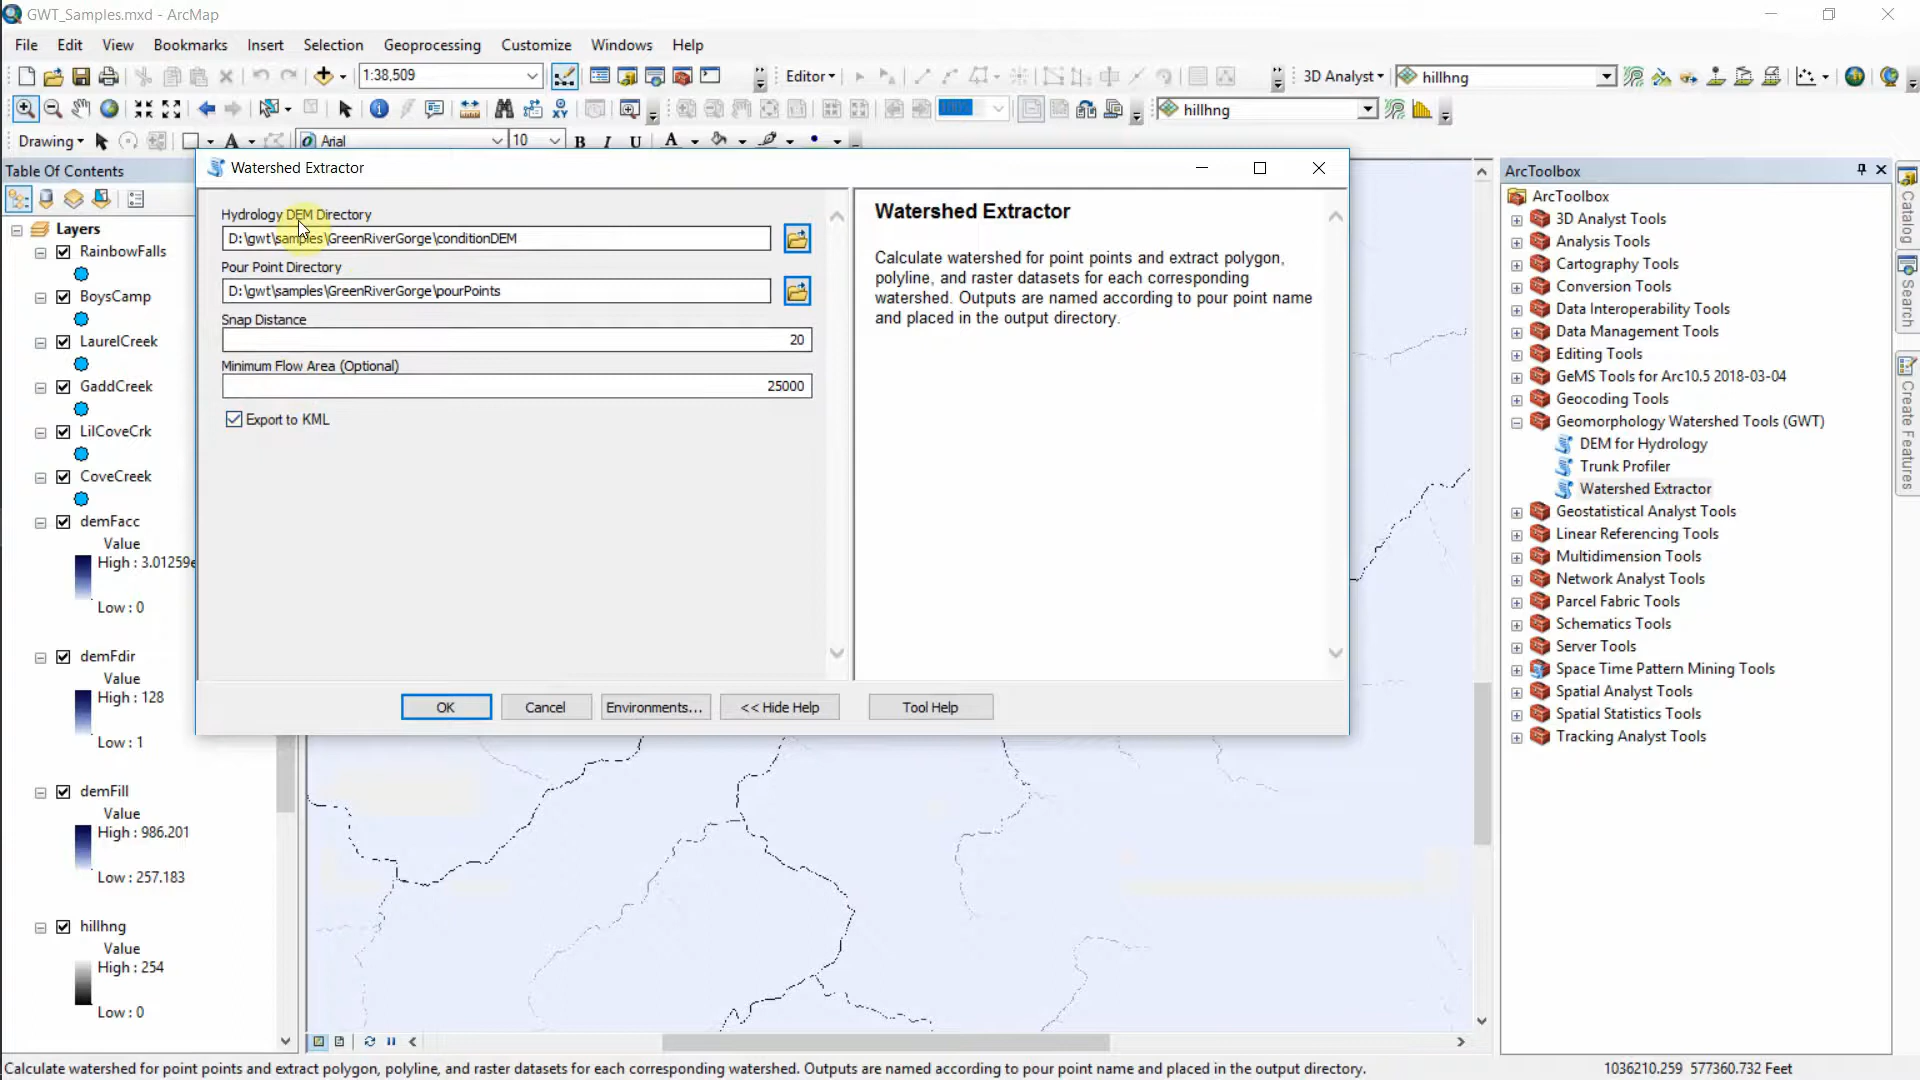 GWT_Samples.mxd - ArcMap
File Edit View Bookmarks Insert Selection Geoprocessing Customize Windows Help
1:38,509 Editor 3D Analyst hillhng
100% hillhng
Drawing A Arial 10 B I U A
Table Of Contents
Layers
RainbowFalls
BoysCamp
LaurelCreek
GaddCreek
LilCoveCrk
CoveCreek
demFacc
Value
High : 3.01259e
Low : 0
demFdir
Value
High : 128
Low : 1
demFill
Value
High : 986.201
Low : 257.183
hillhng
Value
High : 254
Low : 0
Watershed Extractor
Hydrology DEM Directory
D:\gwt\samples\GreenRiverGorge\conditionDEM
Pour Point Directory
D:\gwt\samples\GreenRiverGorge\pourPoints
Snap Distance
20
Minimum Flow Area (Optional)
25000
Export to KML
Watershed Extractor
Calculate watershed for point points and extract polygon,
polyline, and raster datasets for each corresponding
watershed. Outputs are named according to pour point name
and placed in the output directory.
OK Cancel Environments... << Hide Help Tool Help
ArcToolbox
ArcToolbox
3D Analyst Tools
Analysis Tools
Cartography Tools
Conversion Tools
Data Interoperability Tools
Data Management Tools
Editing Tools
GeMS Tools for Arc10.5 2018-03-04
Geocoding Tools
Geomorphology Watershed Tools (GWT)
DEM for Hydrology
Trunk Profiler
Watershed Extractor
Geostatistical Analyst Tools
Linear Referencing Tools
Multidimension Tools
Network Analyst Tools
Parcel Fabric Tools
Schematics Tools
Server Tools
Space Time Pattern Mining Tools
Spatial Analyst Tools
Spatial Statistics Tools
Tracking Analyst Tools
Catalog
Search
Create Features
Calculate watershed for point points and extract polygon, polyline, and raster datasets for each corresponding watershed. Outputs are named according to pour point name and placed in the output directory.
1036210.259 577360.732 Feet